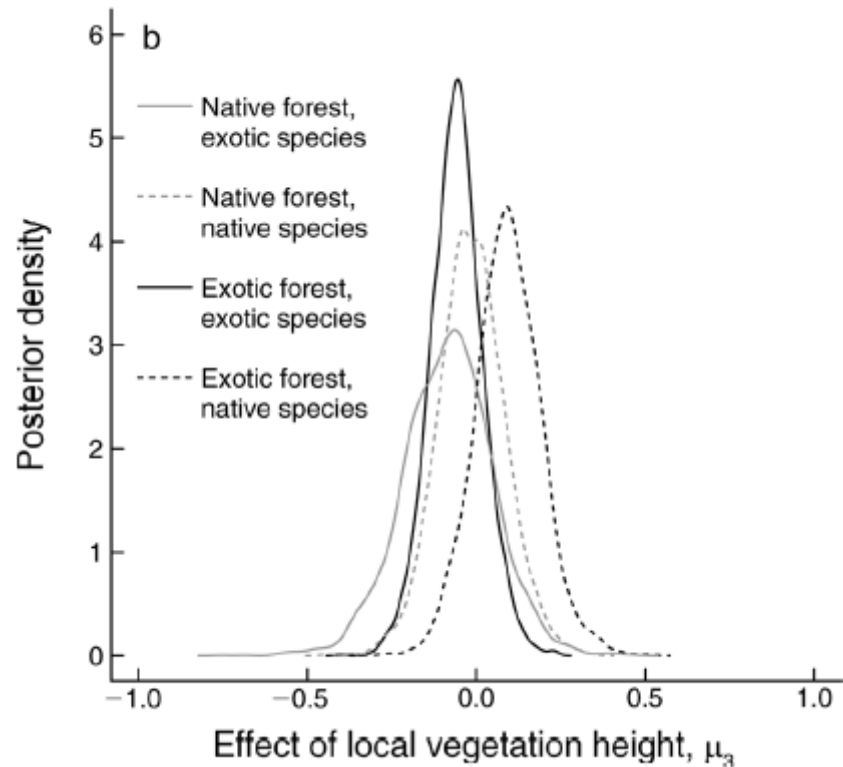 b
6
5
4
3
2
1
0
Posterior density
Native forest,
exotic species
Native forest,
native species
Exotic forest,
exotic species
Exotic forest,
native species
−1.0
−0.5
0.0
0.5
1.0
Effect of local vegetation height, μ₃